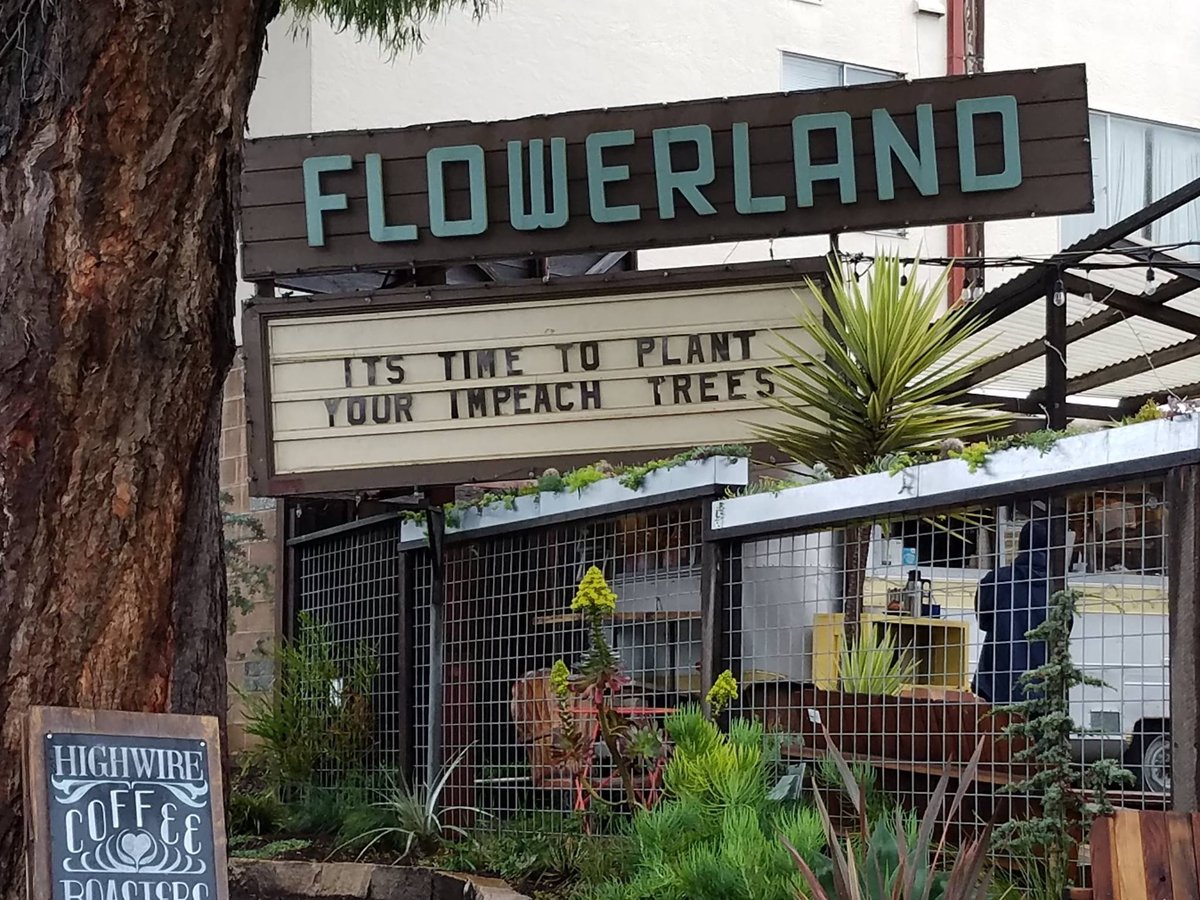 FLOWERLAND
ITS TIME TO PLANT
YOUR IMPEACH TREES
HIGHWIRE
COFFEE
ROASTERS